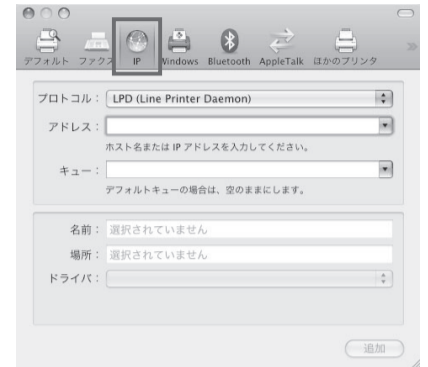 デフォルト ファクス IP Windows Bluetooth AppleTalk ほかのプリンタ
プロトコル： LPD (Line Printer Daemon)
アドレス：
ホスト名または IP アドレスを入力してください。
キュー：
デフォルトキューの場合は、空のままにします。
名前： 選択されていません
場所： 選択されていません
ドライバ：
追加